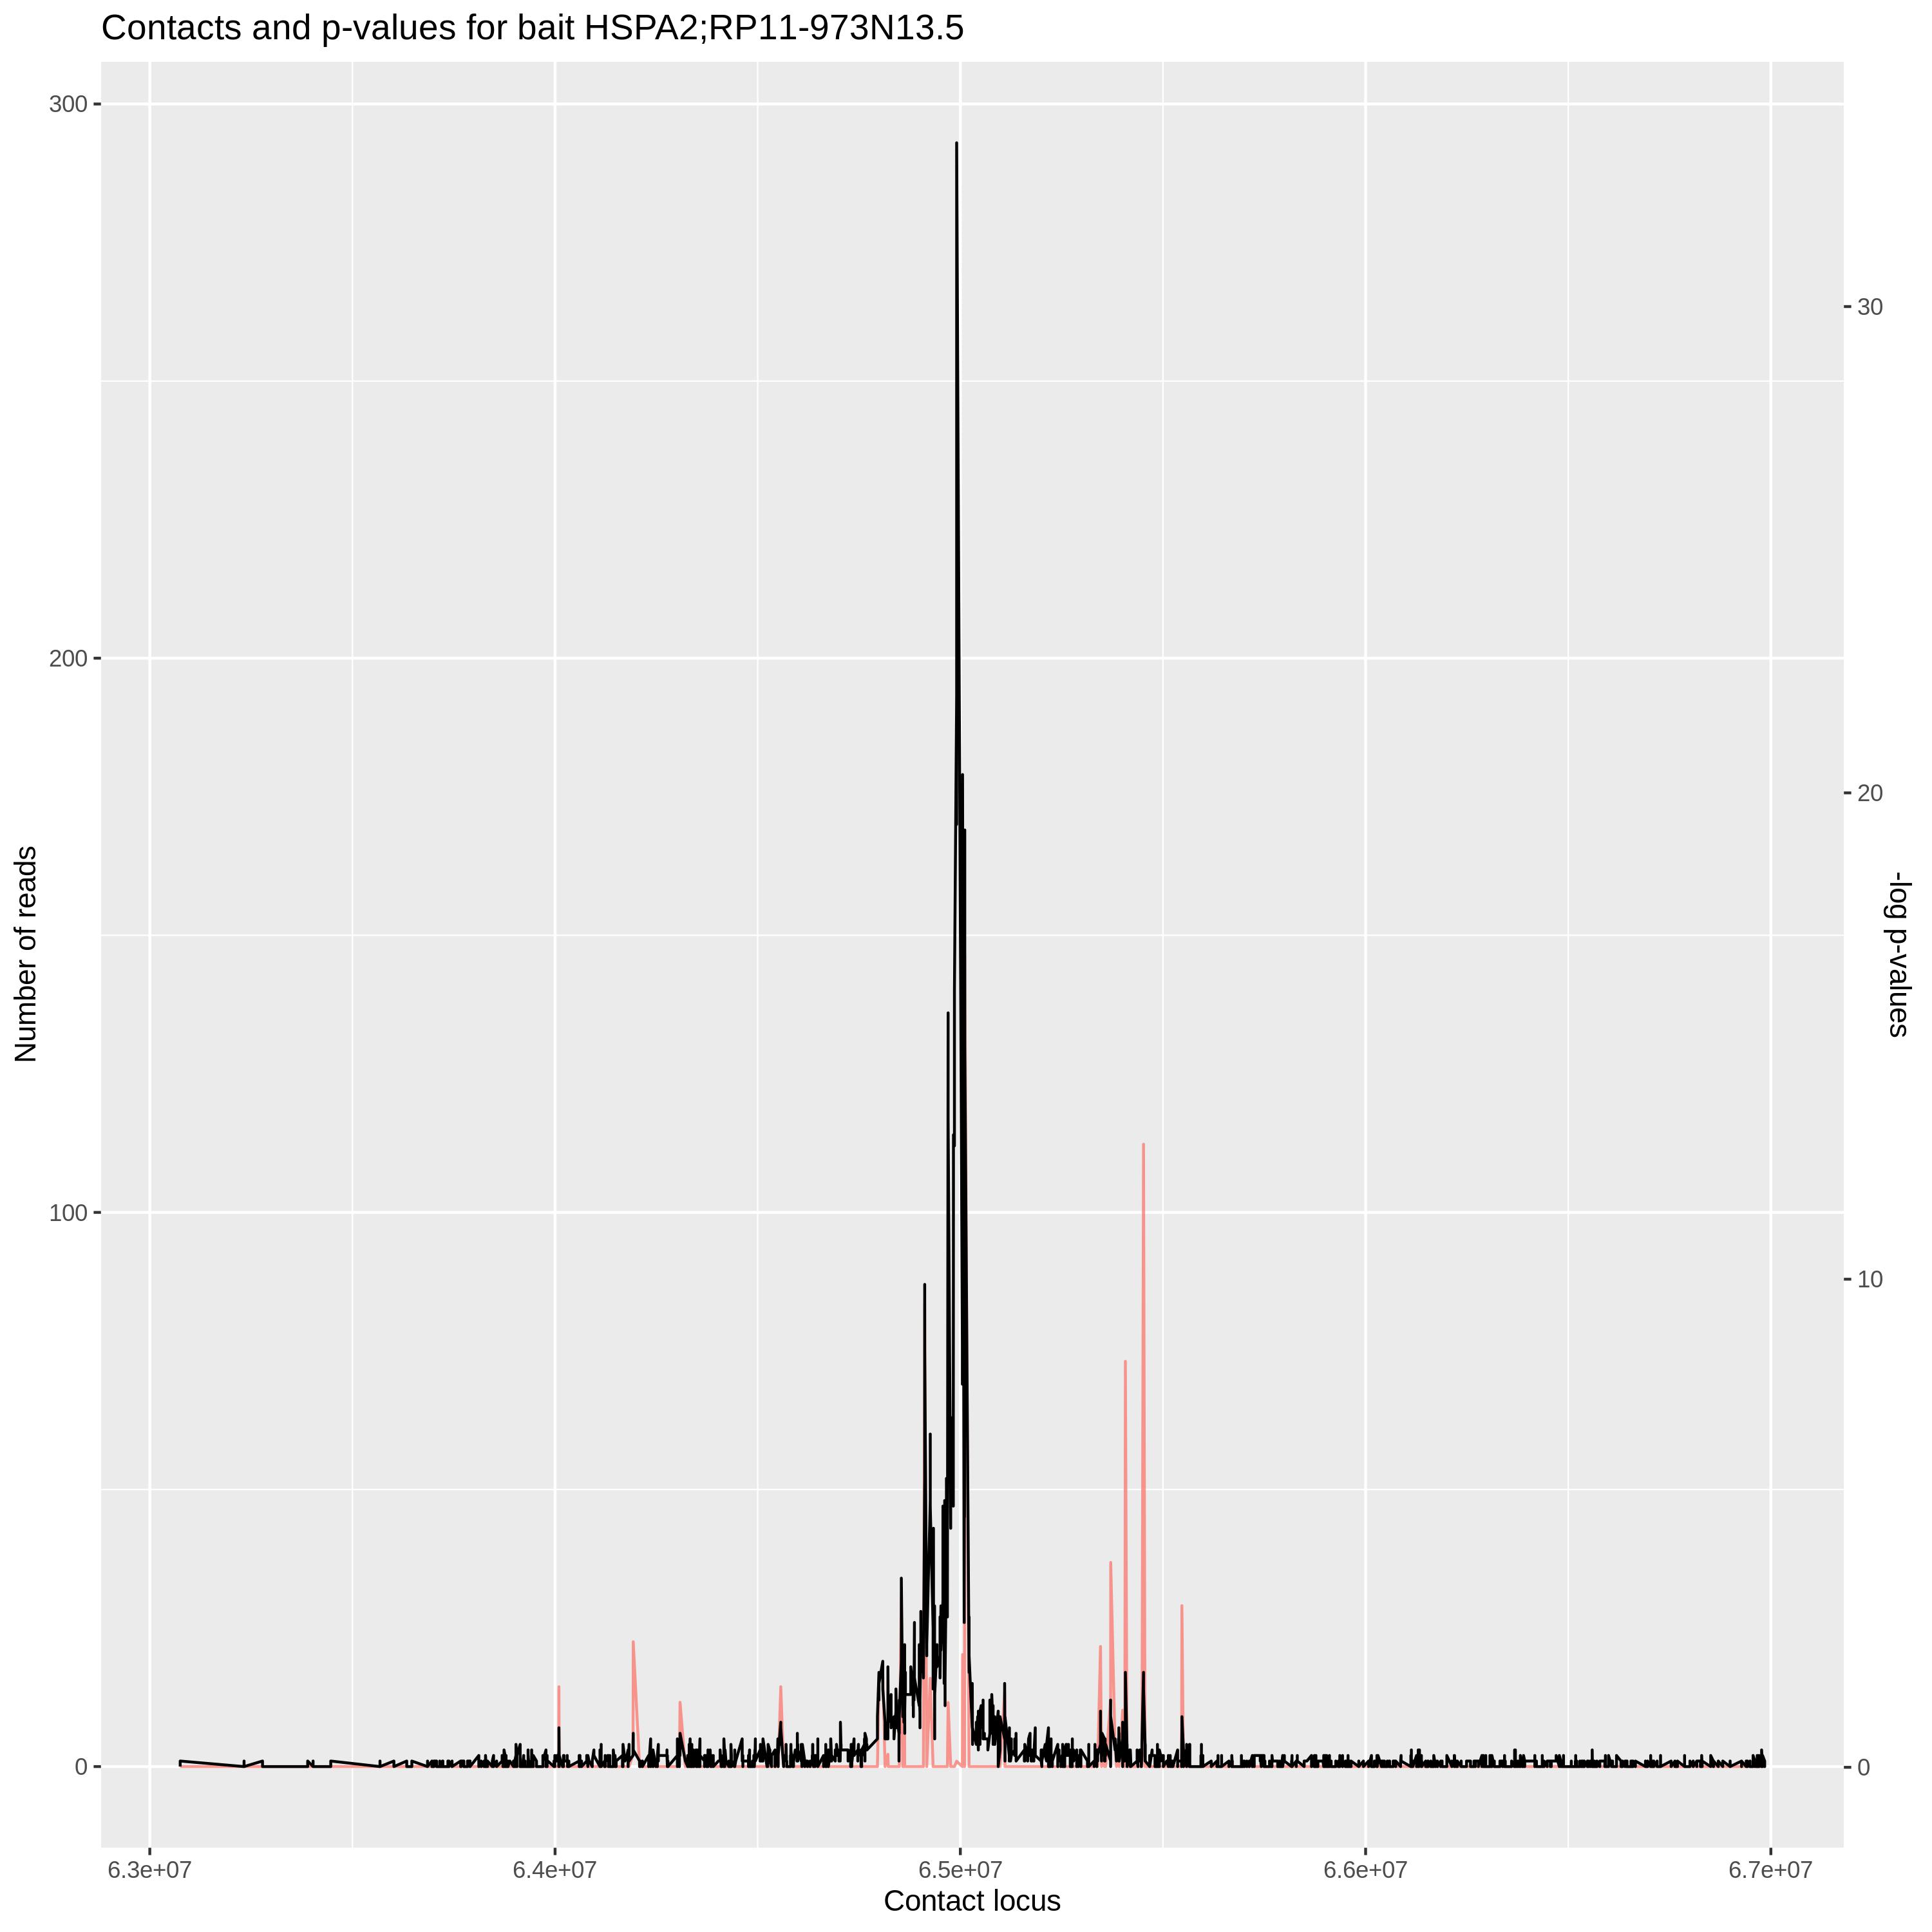 Contacts and p-values for bait HSPA2;RP11-973N13.5
300
200
100
0
Number of reads
30
20
10
0
-log p-values
6.3e+07 6.4e+07 6.5e+07 6.6e+07 6.7e+07
Contact locus